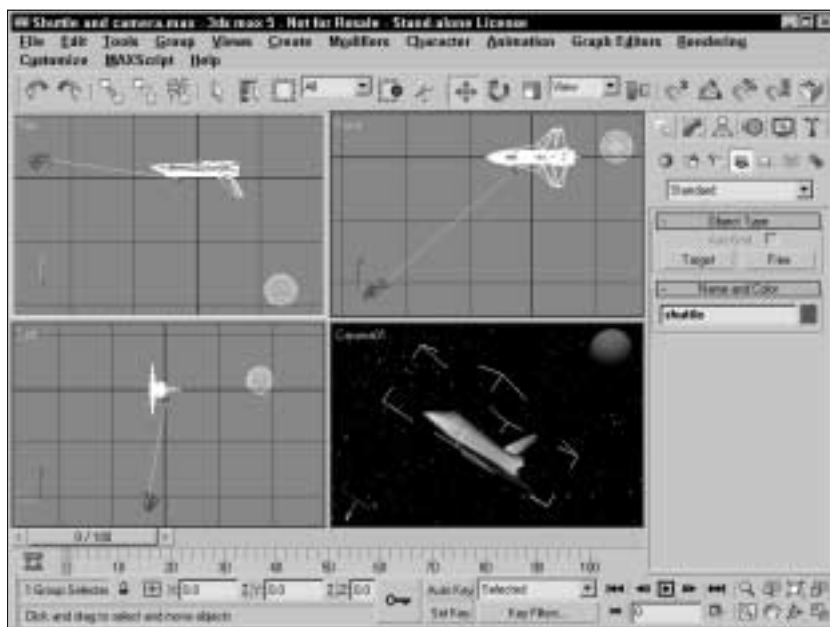 Shuttle and camera.max - 3ds max 5 - Not for Resale - Stand-alone License
File Edit Tools Group Views Create Modifiers Character Animation Graph Editors Rendering
Customize MAXScript Help
All
View
Front
Standard
Object Type
AutoGrid
Target Free
Name and Color
shuttle
Left
Camera01
0 / 100
0 10 20 30 40 50 60 70 80 90 100
1 Group Selected X: 0.0 Y: 0.0 Z: 0.0 Auto Key Selected
Click and drag to select and move objects Set Key Key Filters... 0